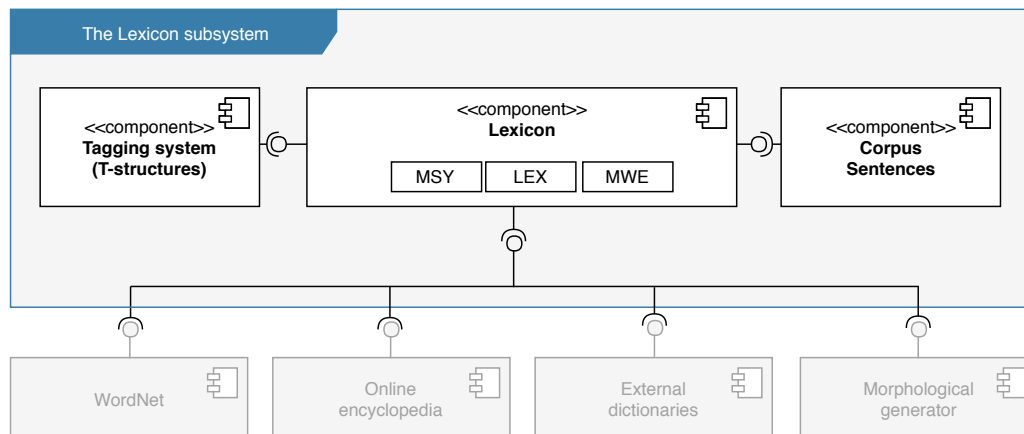 The Lexicon subsystem
<<component>>
Tagging system
(T-structures)
<<component>>
Lexicon
MSY
LEX
MWE
<<component>>
Corpus
Sentences
WordNet
Online
encyclopedia
External
dictionaries
Morphological
generator